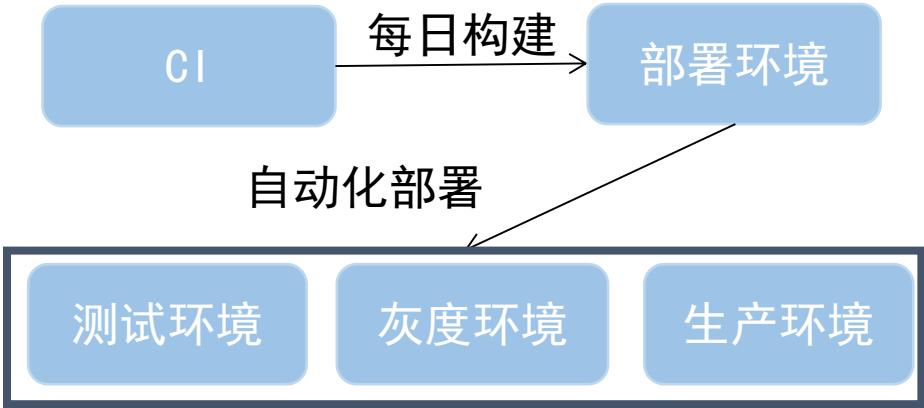 CI
每日构建
部署环境
自动化部署
测试环境
灰度环境
生产环境